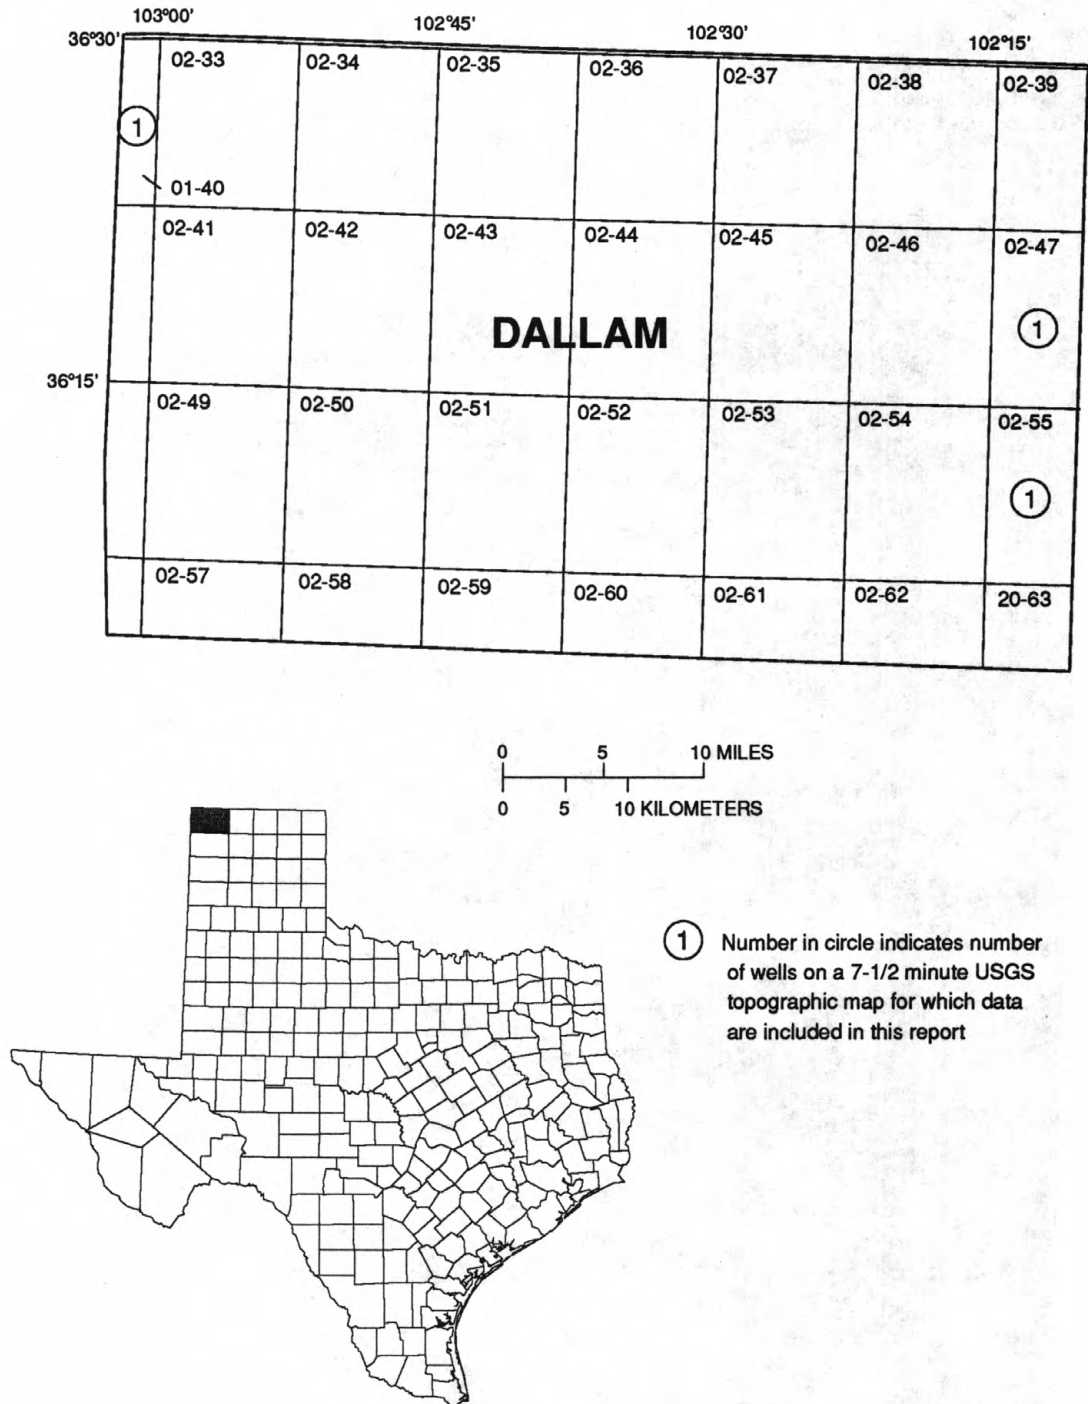 103°00' 102°45' 102°30' 102°15'
36°30'
02-33 02-34 02-35 02-36 02-37 02-38 02-39
1
01-40
02-41 02-42 02-43 02-44 02-45 02-46 02-47
DALLAM
1
36°15'
02-49 02-50 02-51 02-52 02-53 02-54 02-55
1
02-57 02-58 02-59 02-60 02-61 02-62 20-63
0 5 10 MILES
0 5 10 KILOMETERS
1 Number in circle indicates number
of wells on a 7-1/2 minute USGS
topographic map for which data
are included in this report